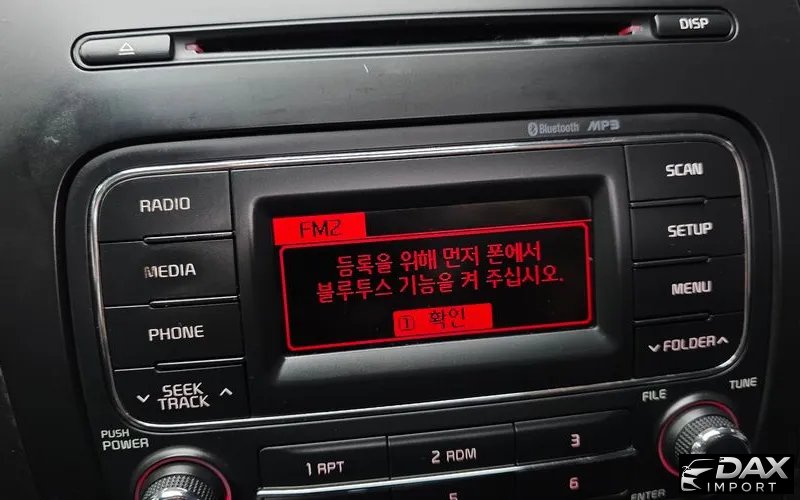 DISP
Bluetooth MP3
RADIO
SCAN
FM2
MEDIA
등록을 위해 먼저 폰에서
블루투스 기능을 켜 주십시오.
① 확인
SETUP
PHONE
MENU
SEEK
TRACK
FOLDER
PUSH
POWER
FILE
TUNE
1 RPT
2 RDM
3
5
6
ENTER
DAX
IMPORT